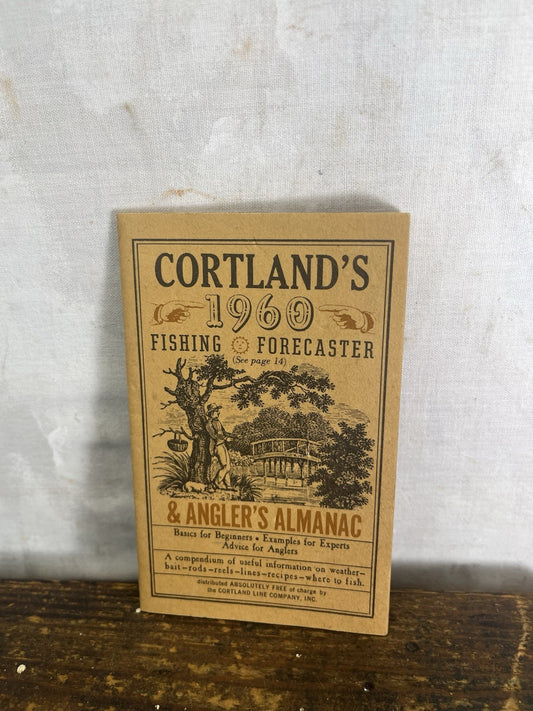 CORTLAND'S
1960
FISHING FORECASTER
(See page 14)
& ANGLER'S ALMANAC
Basics for Beginners • Examples for Experts
Advice for Anglers
A compendium of useful information on weather–
bait–rods–reels–lines–recipes–where to fish.
distributed ABSOLUTELY FREE of charge by
the CORTLAND LINE COMPANY, INC.